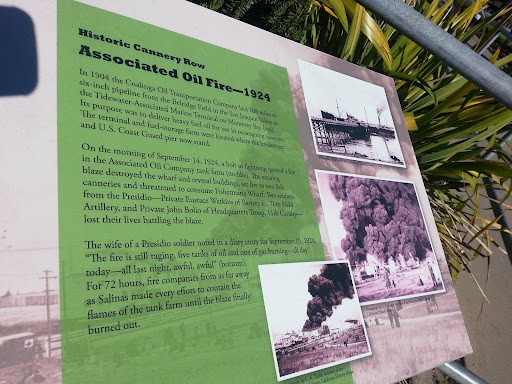 Historic Cannery Row
Associated Oil Fire—1924
In 1904 the Coalinga Oil Transportation Company laid miles of
six-inch pipeline from the Belridge Field in the San Joaquin Valley to
the Tidewater-Associated Marine Terminal on Monterey Bay
Its purpose was to deliver heavy fuel oil for use in oceangoing
The terminal and fuel-storage farm were located where the breakwater
and U.S. Coast Guard pier now stand.
On the morning of September 14, 1924, a bolt of lightning ignited a fire
in the Associated Oil Company tank farm (middle). The ensuing
blaze destroyed the wharf and several buildings, set fire to two fish
canneries and threatened to consume Fisherman's Wharf. Two soldiers
from the Presidio—Private Eustace Watkins of Battery E, 76th Field
Artillery, and Private John Bolio of Headquarters Troop, 11th Cavalry—
lost their lives battling the blaze.
The wife of a Presidio soldier noted in a diary entry for September 15, 1924,
"The fire is still raging, five tanks of oil and one of gas burning—all day
today—all last night, awful, awful" (bottom).
For 72 hours, fire companies from as far away
as Salinas made every effort to contain the
flames of the tank farm until the blaze finally
burned out.